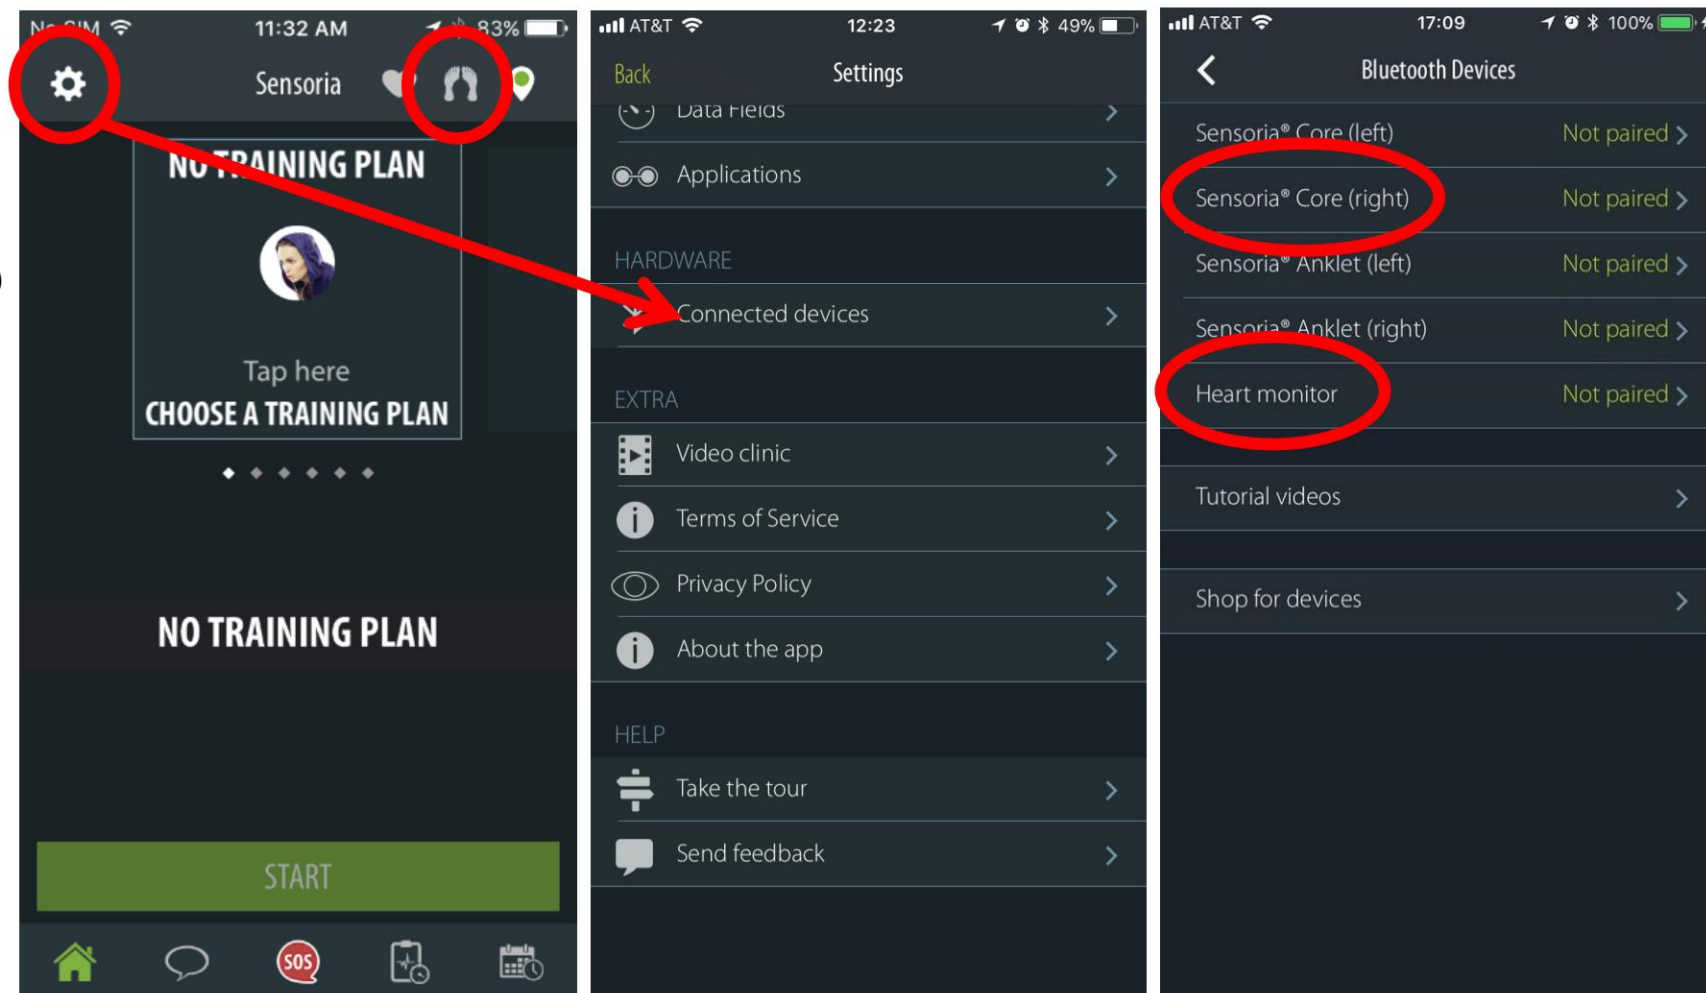 No SIM 11:32 AM 83%
Sensoria
NO TRAINING PLAN
Tap here
CHOOSE A TRAINING PLAN
NO TRAINING PLAN
START
SOS
AT&T 12:23 49%
Back Settings
Data Fields
Applications
HARDWARE
Connected devices
EXTRA
Video clinic
Terms of Service
Privacy Policy
About the app
HELP
Take the tour
Send feedback
AT&T 17:09 100%
Bluetooth Devices
Sensoria® Core (left) Not paired
Sensoria® Core (right) Not paired
Sensoria® Anklet (left) Not paired
Sensoria® Anklet (right) Not paired
Heart monitor Not paired
Tutorial videos
Shop for devices